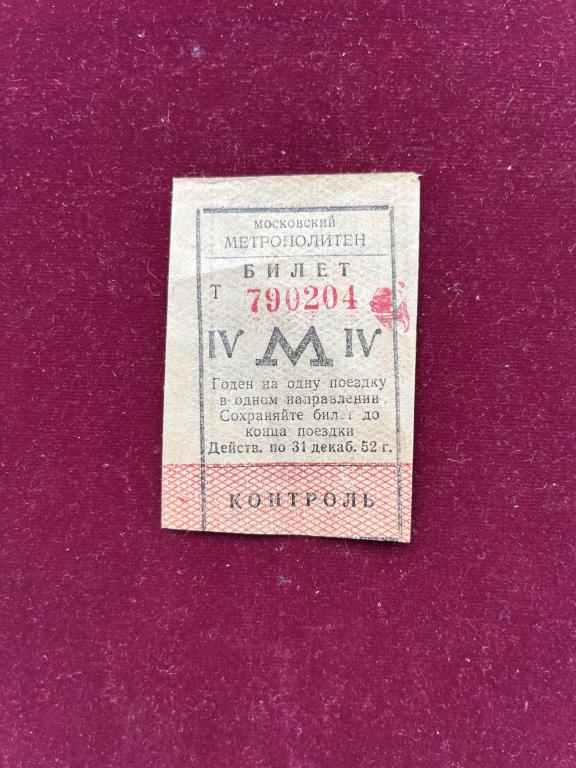 МОСКОВСКИЙ
МЕТРОПОЛИТЕН
БИЛЕТ
Т 790204
IV М IV
Годен на одну поездку
в одном направлении
Сохраняйте билет до
конца поездки
Действ. по 31 декаб. 52 г.
КОНТРОЛЬ